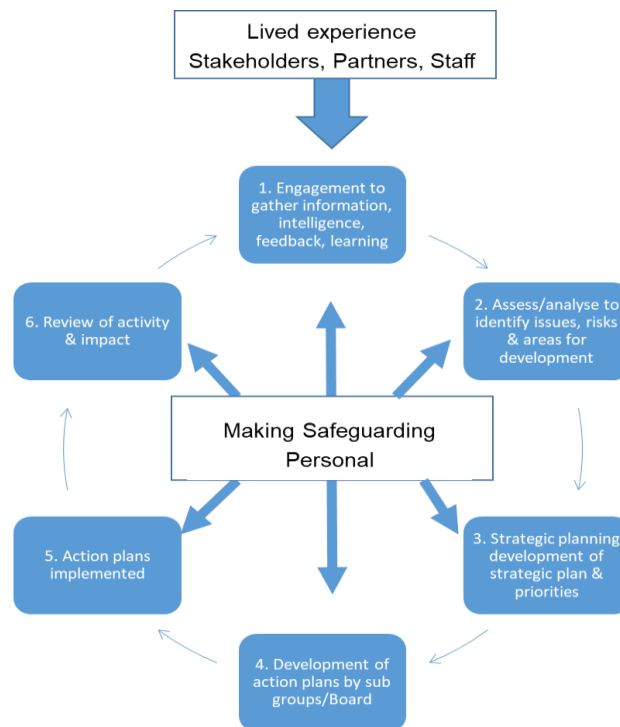 Lived experience
Stakeholders, Partners, Staff
1. Engagement to
gather information,
intelligence,
feedback, learning
2. Assess/analyse to
identify issues, risks
& areas for
development
3. Strategic planning,
development of
strategic plan &
priorities
4. Development of
action plans by sub
groups/Board
5. Action plans
implemented
6. Review of activity
& impact
Making Safeguarding
Personal